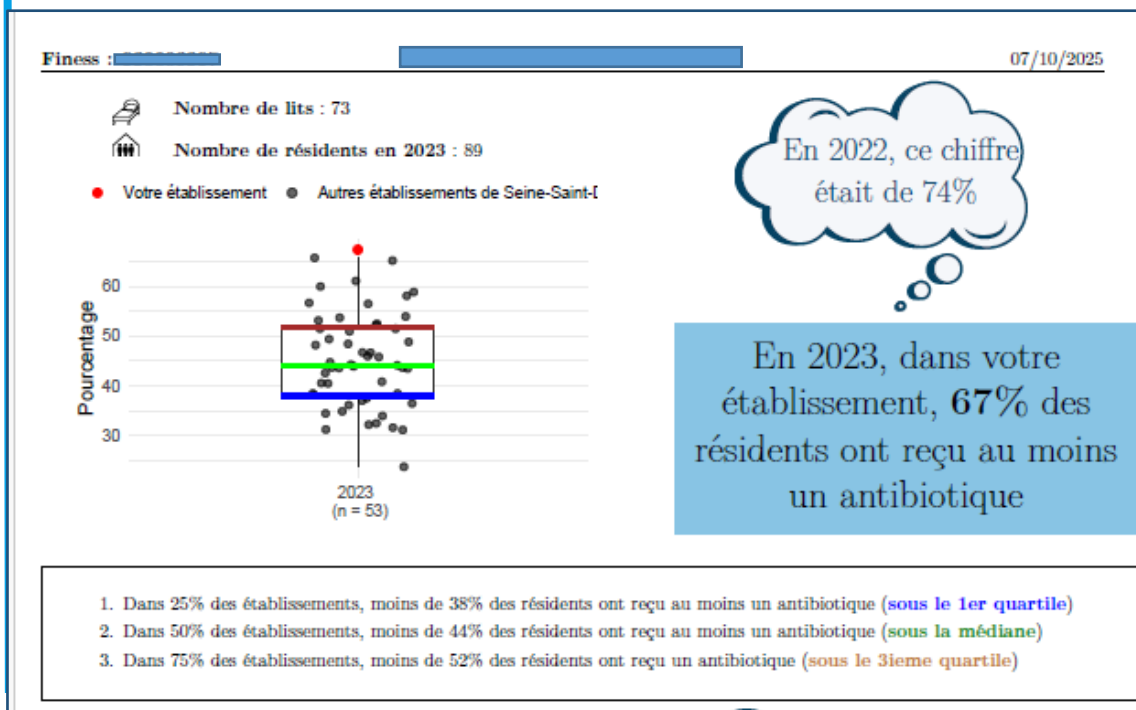 Finess :
07/10/2025
Nombre de lits : 73
Nombre de résidents en 2023 : 89
Votre établissement
Autres établissements de Seine-Saint-D
En 2022, ce chiffre
était de 74%
Pourcentage
60
50
40
30
2023
(n = 53)
En 2023, dans votre
établissement, 67% des
résidents ont reçu au moins
un antibiotique
1. Dans 25% des établissements, moins de 38% des résidents ont reçu au moins un antibiotique (sous le 1er quartile)
2. Dans 50% des établissements, moins de 44% des résidents ont reçu au moins un antibiotique (sous la médiane)
3. Dans 75% des établissements, moins de 52% des résidents ont reçu un antibiotique (sous le 3ieme quartile)